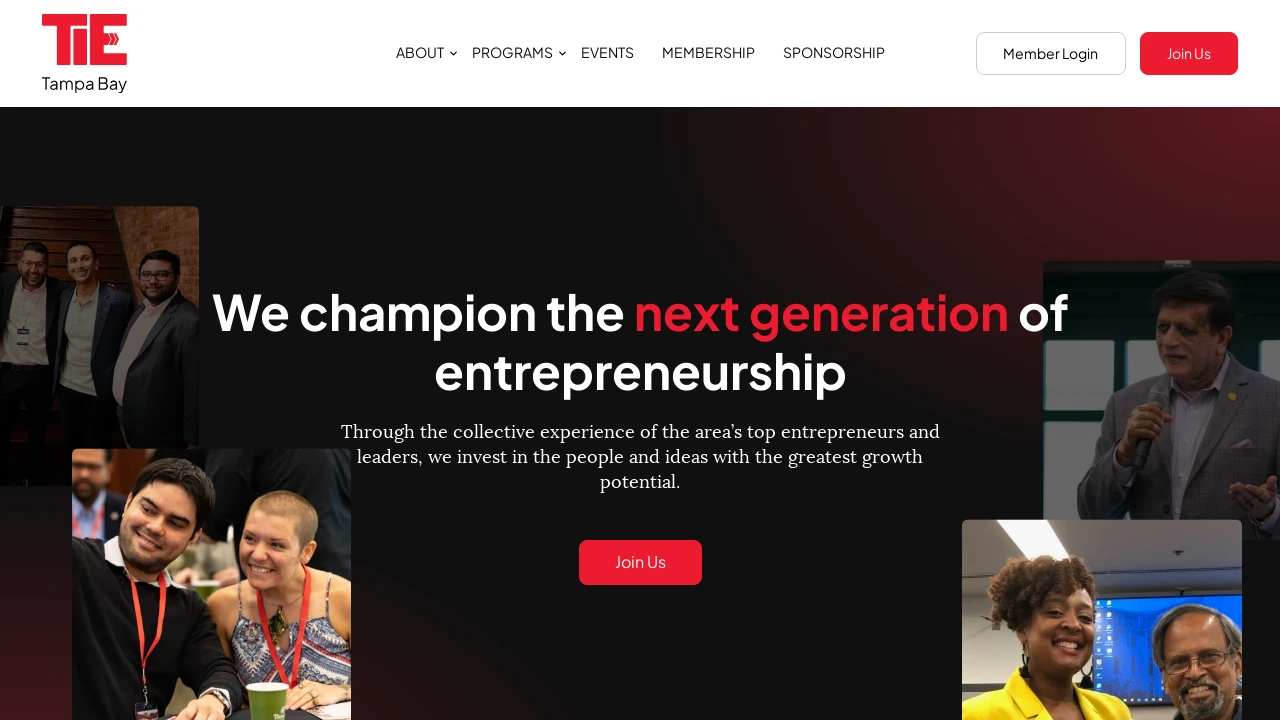 TiE
Tampa Bay
ABOUT
PROGRAMS
EVENTS
MEMBERSHIP
SPONSORSHIP
Member Login
Join Us
We champion the next generation of
entrepreneurship
Through the collective experience of the area’s top entrepreneurs and
leaders, we invest in the people and ideas with the greatest growth
potential.
Join Us